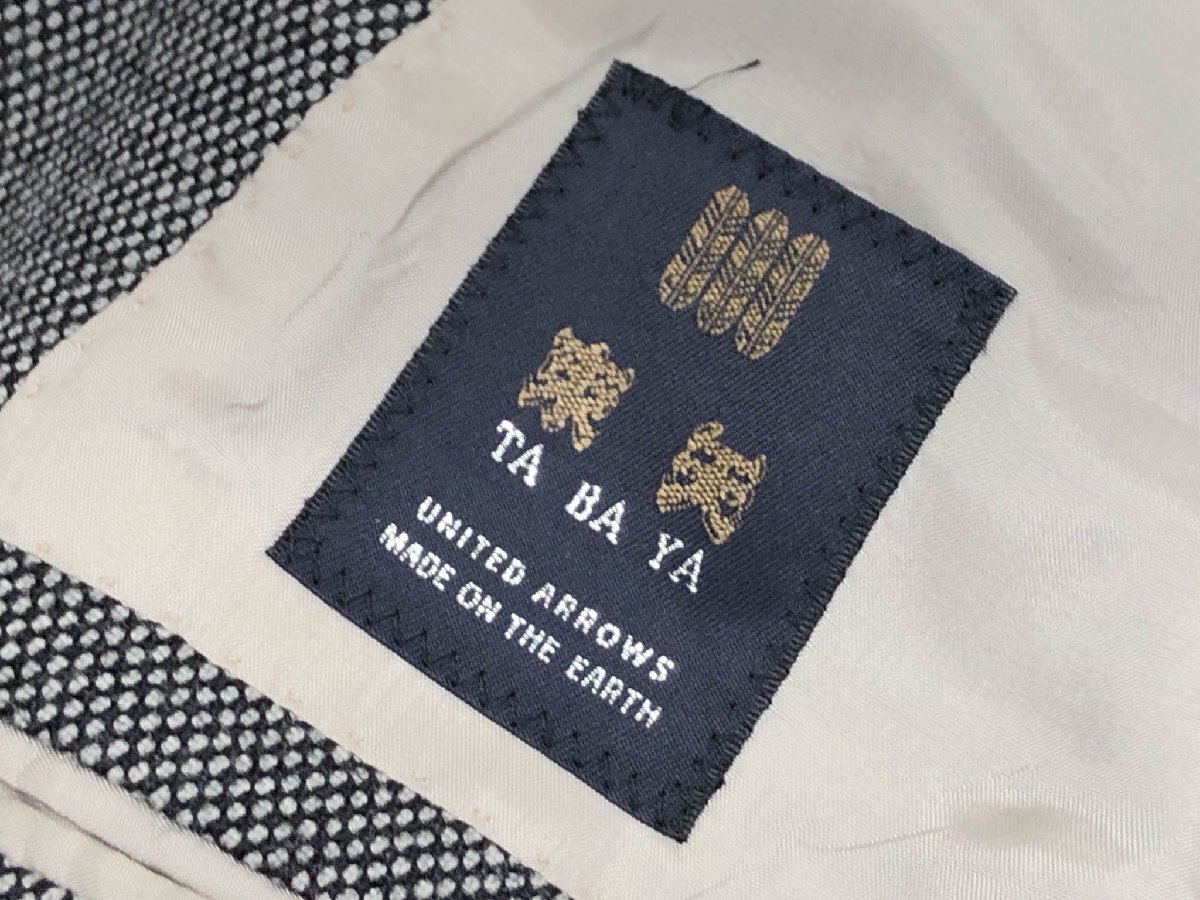 TA BA YA
UNITED ARROWS
MADE ON THE EARTH